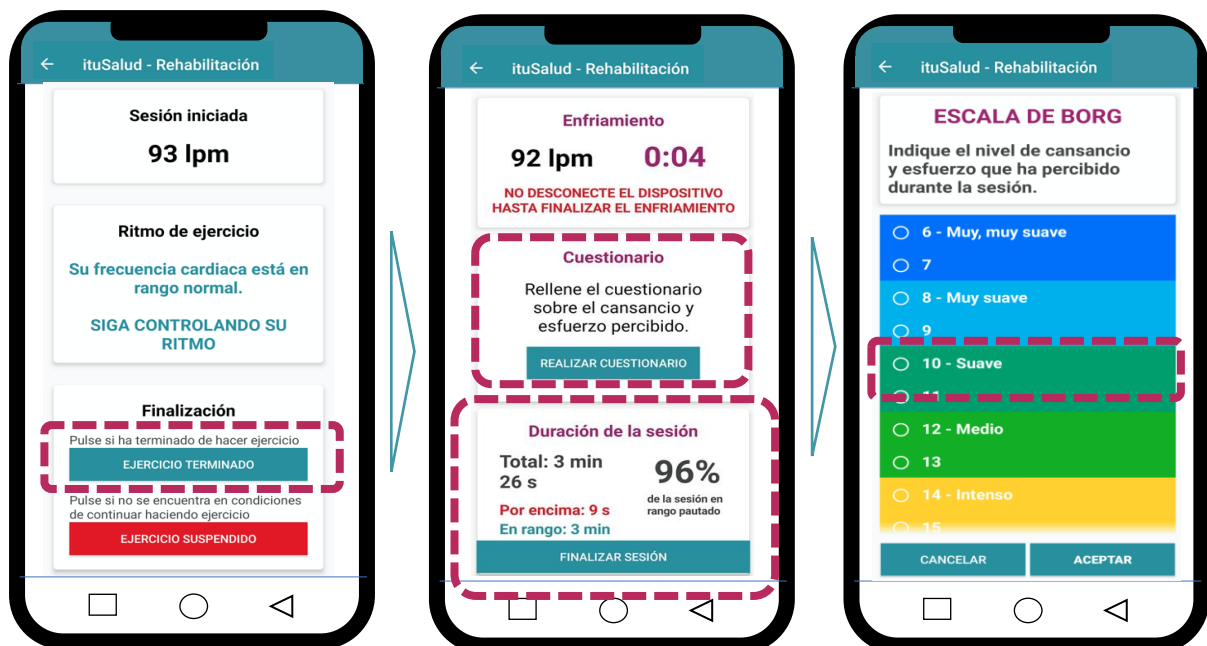 ← ituSalud - Rehabilitación
Sesión iniciada
93 lpm
Ritmo de ejercicio
Su frecuencia cardiaca está en
rango normal.
SIGA CONTROLANDO SU
RITMO
Finalización
Pulse si ha terminado de hacer ejercicio
EJERCICIO TERMINADO
Pulse si no se encuentra en condiciones
de continuar haciendo ejercicio
EJERCICIO SUSPENDIDO
← ituSalud - Rehabilitación
Enfriamiento
92 lpm 0:04
NO DESCONECTE EL DISPOSITIVO
HASTA FINALIZAR EL ENFRIAMIENTO
Cuestionario
Rellene el cuestionario
sobre el cansancio y
esfuerzo percibido.
REALIZAR CUESTIONARIO
Duración de la sesión
Total: 3 min
26 s
Por encima: 9 s
En rango: 3 min
96%
de la sesión en
rango pautado
FINALIZAR SESIÓN
← ituSalud - Rehabilitación
ESCALA DE BORG
Indique el nivel de cansancio
y esfuerzo que ha percibido
durante la sesión.
6 - Muy, muy suave
7
8 - Muy suave
9
10 - Suave
11
12 - Medio
13
14 - Intenso
15
CANCELAR
ACEPTAR